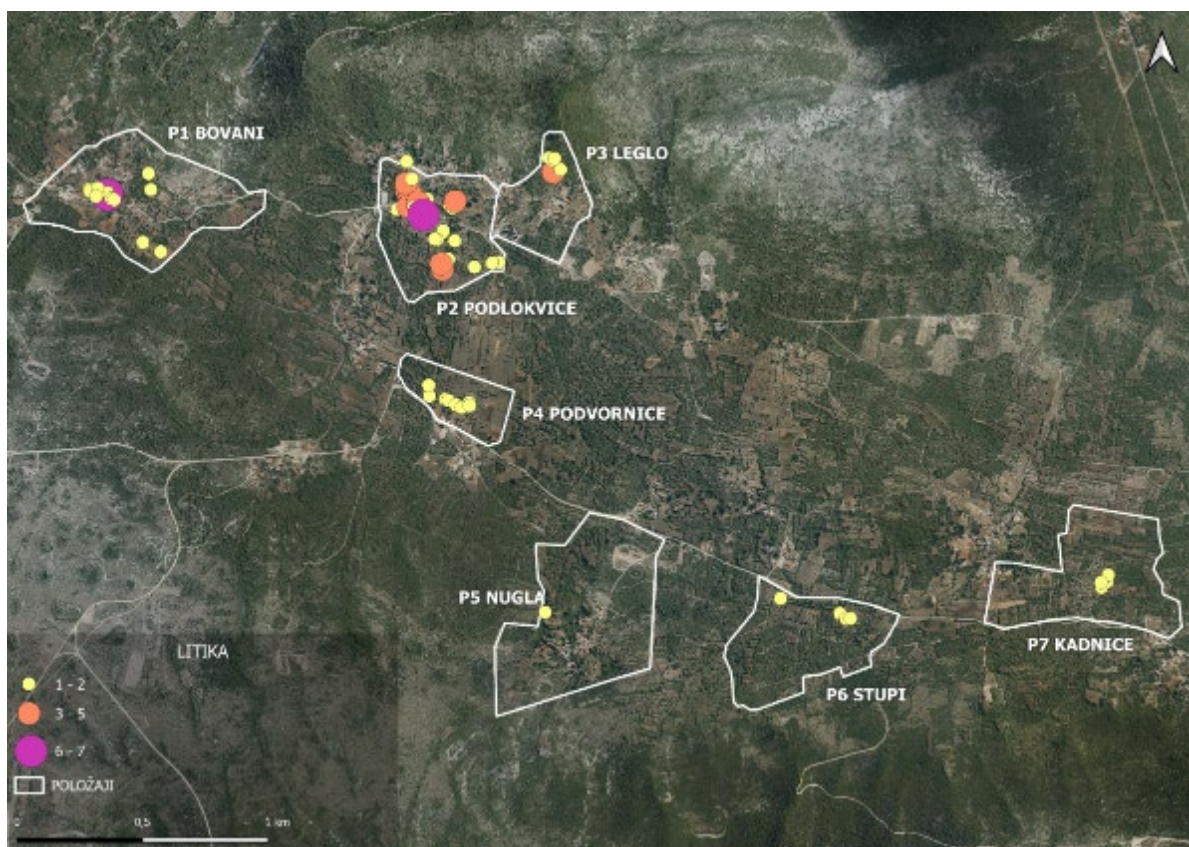 P1 BOVANI
P3 LEGLO
P2 PODLOKVICE
P4 PODVORNICE
P5 NUGLA
P6 STUPI
P7 KADNICE
LITIKA
1 - 2
3 - 5
6 - 7
POLOŽAJI
0 0,5 1 km